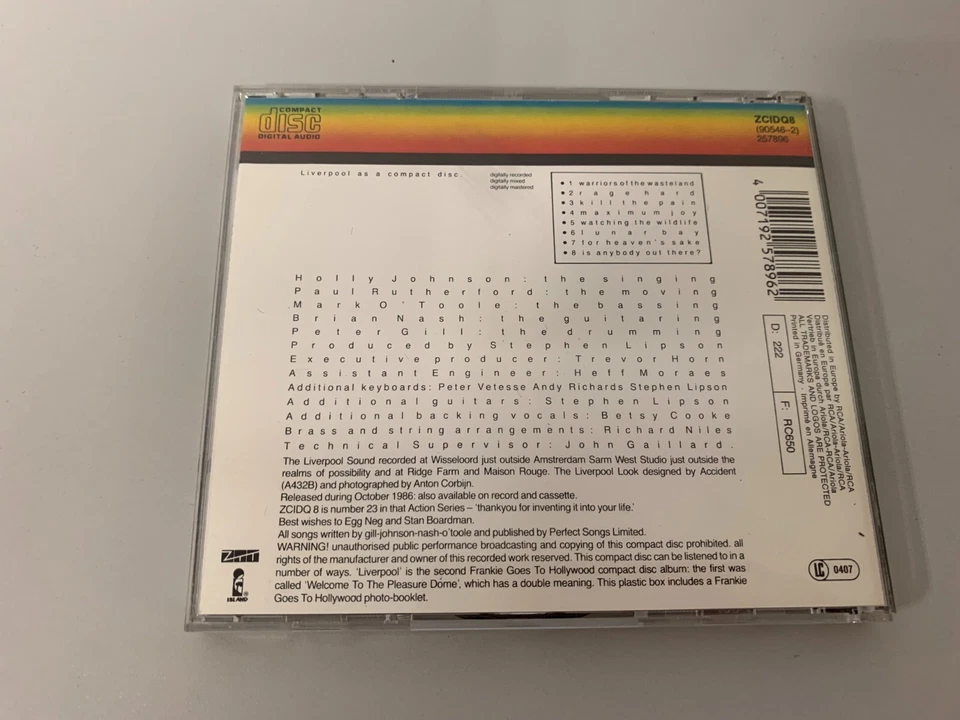 COMPACT
disc
DIGITAL AUDIO
ZCIDQ8
(90546-2)
257896
Liverpool as a compact disc.
digitally recorded
digitally mixed
digitally mastered
• 1 warriors of the wasteland
• 2 rage hard
• 3 kill the pain
• 4 maximum joy
• 5 watching the wildlife
• 6 lunar bay
• 7 for heaven's sake
• 8 is anybody out there?
4 007192 578962
Holly Johnson: the singing
Paul Rutherford: the moving
Mark O'Toole: the bassing
Brian Nash: the guitaring
Peter Gill: the drumming
Produced by Stephen Lipson
Executive producer: Trevor Horn
Assistant Engineer: Heff Moraes
Additional keyboards: Peter Vetesse Andy Richards Stephen Lipson
Additional guitars: Stephen Lipson
Additional backing vocals: Betsy Cooke
Brass and string arrangements: Richard Niles
Technical Supervisor: John Gaillard.
Distributed in Europe by RCA/Ariola-Ariola/RCA
Distribué en Europe par RCA/Ariola-Ariola/RCA
Vertrieb in Europa durch Ariola/RCA-RCA/Ariola
ALL TRADEMARKS AND LOGOS ARE PROTECTED
Printed in Germany · Imprimé en Allemagne
D: 222
F: RC650
The Liverpool Sound recorded at Wisseloord just outside Amsterdam Sarm West Studio just outside the
realms of possibility and at Ridge Farm and Maison Rouge. The Liverpool Look designed by Accident
(A432B) and photographed by Anton Corbijn.
Released during October 1986: also available on record and cassette.
ZCIDQ 8 is number 23 in that Action Series – 'thankyou for inventing it into your life.'
Best wishes to Egg Neg and Stan Boardman.
All songs written by gill-johnson-nash-o'toole and published by Perfect Songs Limited.
WARNING! unauthorised public performance broadcasting and copying of this compact disc prohibited. all
rights of the manufacturer and owner of this recorded work reserved. This compact disc can be listened to in a
number of ways. 'Liverpool' is the second Frankie Goes To Hollywood compact disc album: the first was
called 'Welcome To The Pleasure Dome', which has a double meaning. This plastic box includes a Frankie
Goes To Hollywood photo-booklet.
ZTT
ISLAND
LC 0407